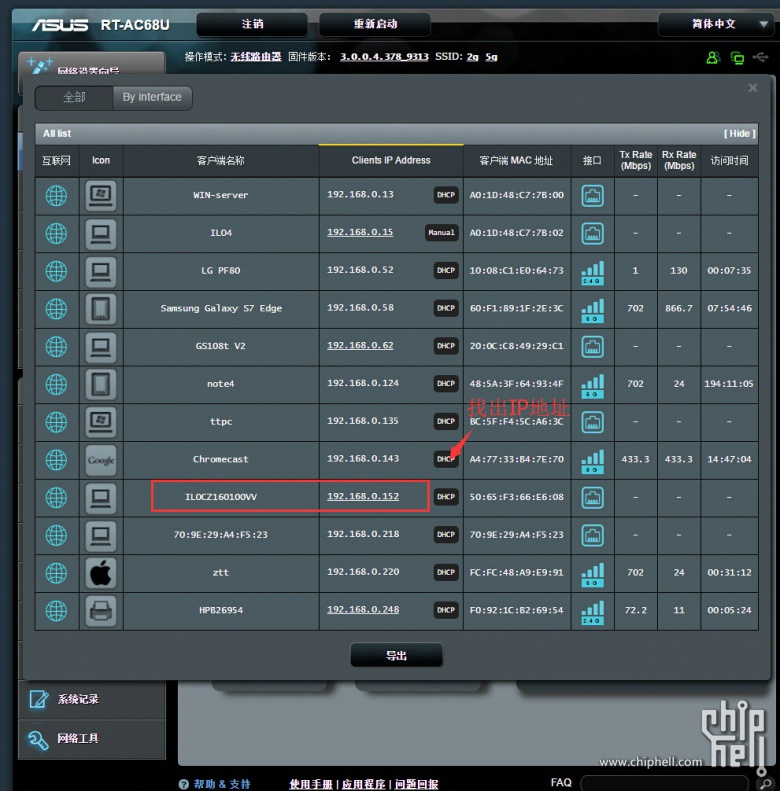 ASUS RT-AC68U 注销 重新启动 简体中文
操作模式: 无线路由器 固件版本: 3.0.0.4.378_9313 SSID: 2g 5g
网络设置向导
全部 By interface
All list [ Hide ]
互联网 Icon 客户端名称 Clients IP Address 客户端 MAC 地址 接口 Tx Rate (Mbps) Rx Rate (Mbps) 访问时间
WIN-server 192.168.0.13 DHCP A0:1D:48:C7:7B:00 - - -
ILO4 192.168.0.15 Manual A0:1D:48:C7:7B:02 - - -
LG PF80 192.168.0.52 DHCP 10:08:C1:E0:64:73 2.4 G 1 130 00:07:35
Samsung Galaxy S7 Edge 192.168.0.58 DHCP 60:F1:89:1F:2E:3C 5 G 702 866.7 07:54:46
GS108t V2 192.168.0.62 DHCP 20:0C:C8:49:29:C1 - - -
note4 192.168.0.124 DHCP 48:5A:3F:64:93:4F 5 G 702 24 194:11:05
找出IP地址
ttpc 192.168.0.135 DHCP BC:5F:F4:5C:A6:3C - - -
Google Chromecast 192.168.0.143 DHCP A4:77:33:B4:7E:70 5 G 433.3 433.3 14:47:04
ILOCZ160100VV 192.168.0.152 DHCP 50:65:F3:66:E6:08 - - -
70:9E:29:A4:F5:23 192.168.0.218 DHCP 70:9E:29:A4:F5:23 - - -
ztt 192.168.0.220 DHCP FC:FC:48:A9:E9:91 5 G 702 24 00:31:12
HPB26954 192.168.0.248 DHCP F0:92:1C:B2:69:54 2.4 G 72.2 11 00:05:24
导出
系统记录
网络工具
chip hell
www.chiphell.com
帮助 & 支持 使用手册 | 应用程序 | 问题回报 FAQ